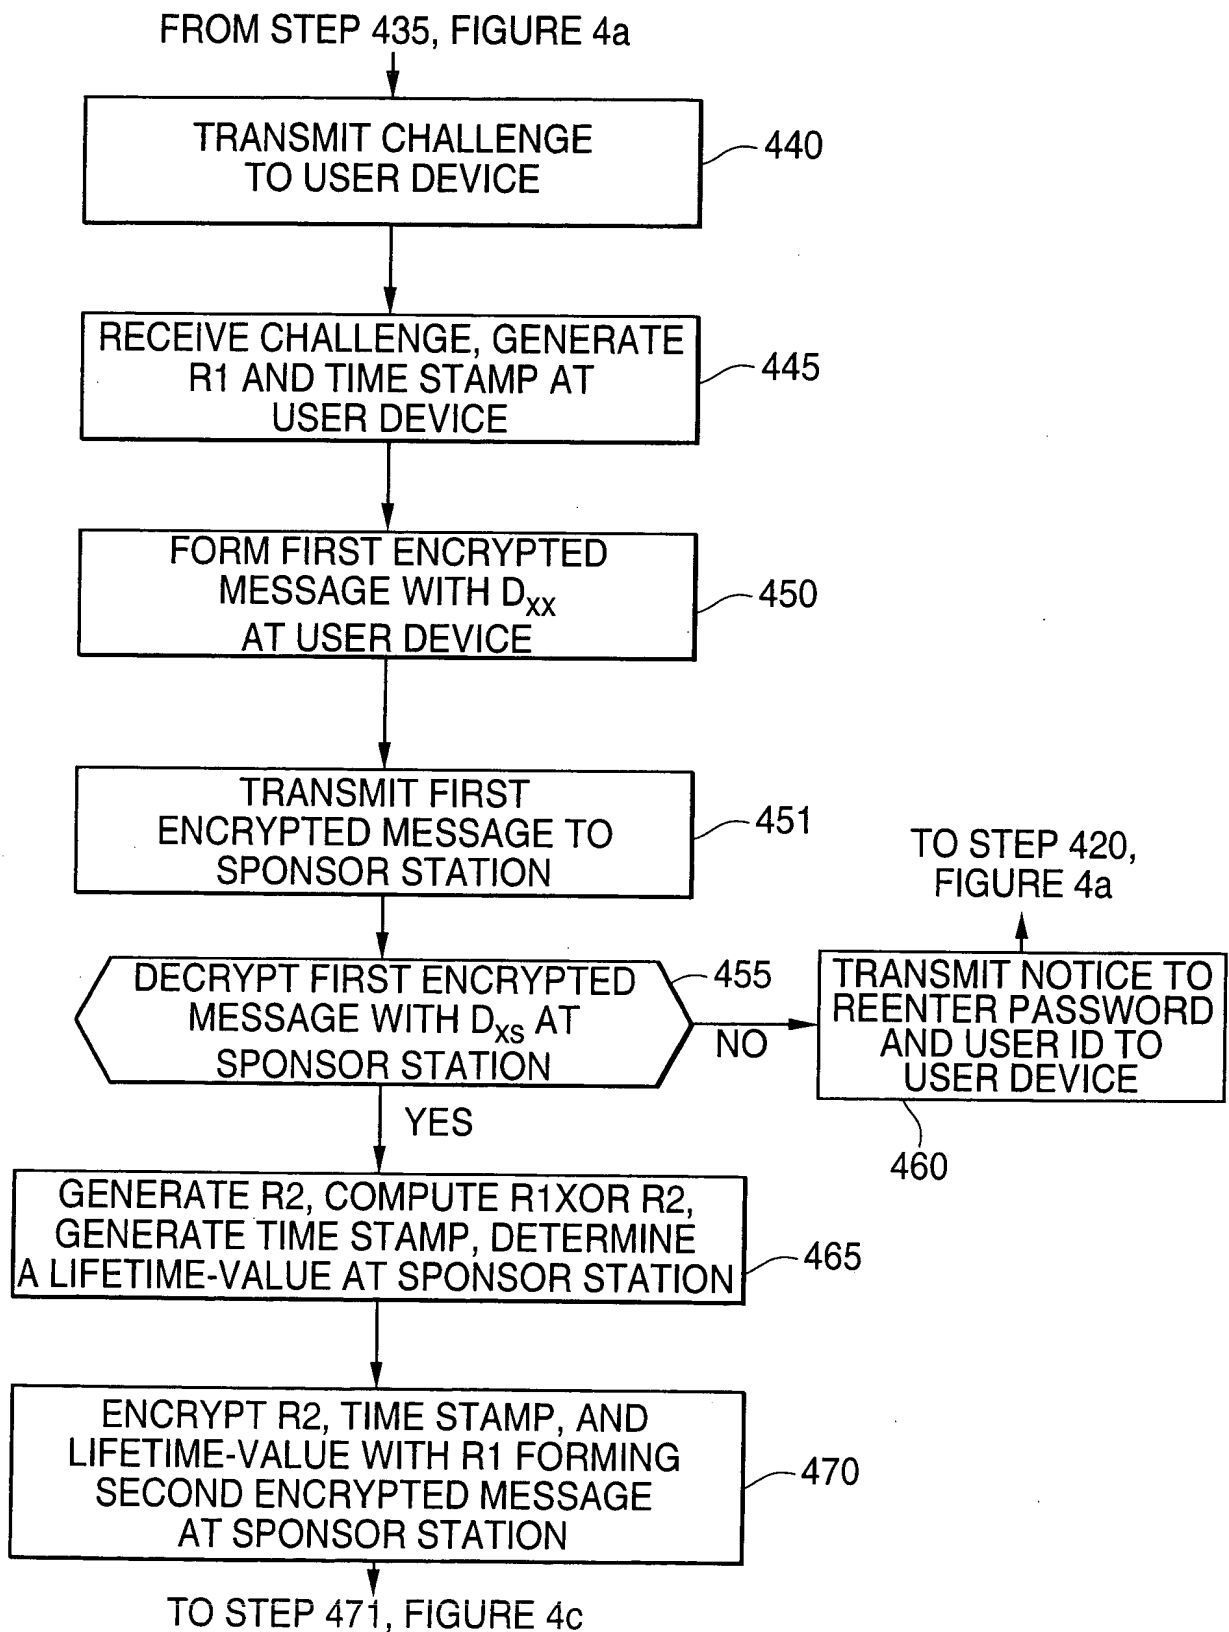 FROM STEP 435, FIGURE 4a
TRANSMIT CHALLENGE
TO USER DEVICE
440
RECEIVE CHALLENGE, GENERATE
R1 AND TIME STAMP AT
USER DEVICE
445
FORM FIRST ENCRYPTED
MESSAGE WITH Dxx
AT USER DEVICE
450
TRANSMIT FIRST
ENCRYPTED MESSAGE TO
SPONSOR STATION
451
DECRYPT FIRST ENCRYPTED
MESSAGE WITH DXS AT
SPONSOR STATION
455
NO
TO STEP 420,
FIGURE 4a
TRANSMIT NOTICE TO
REENTER PASSWORD
AND USER ID TO
USER DEVICE
460
YES
GENERATE R2, COMPUTE R1XOR R2,
GENERATE TIME STAMP, DETERMINE
A LIFETIME-VALUE AT SPONSOR STATION
465
ENCRYPT R2, TIME STAMP, AND
LIFETIME-VALUE WITH R1 FORMING
SECOND ENCRYPTED MESSAGE
AT SPONSOR STATION
470
TO STEP 471, FIGURE 4c